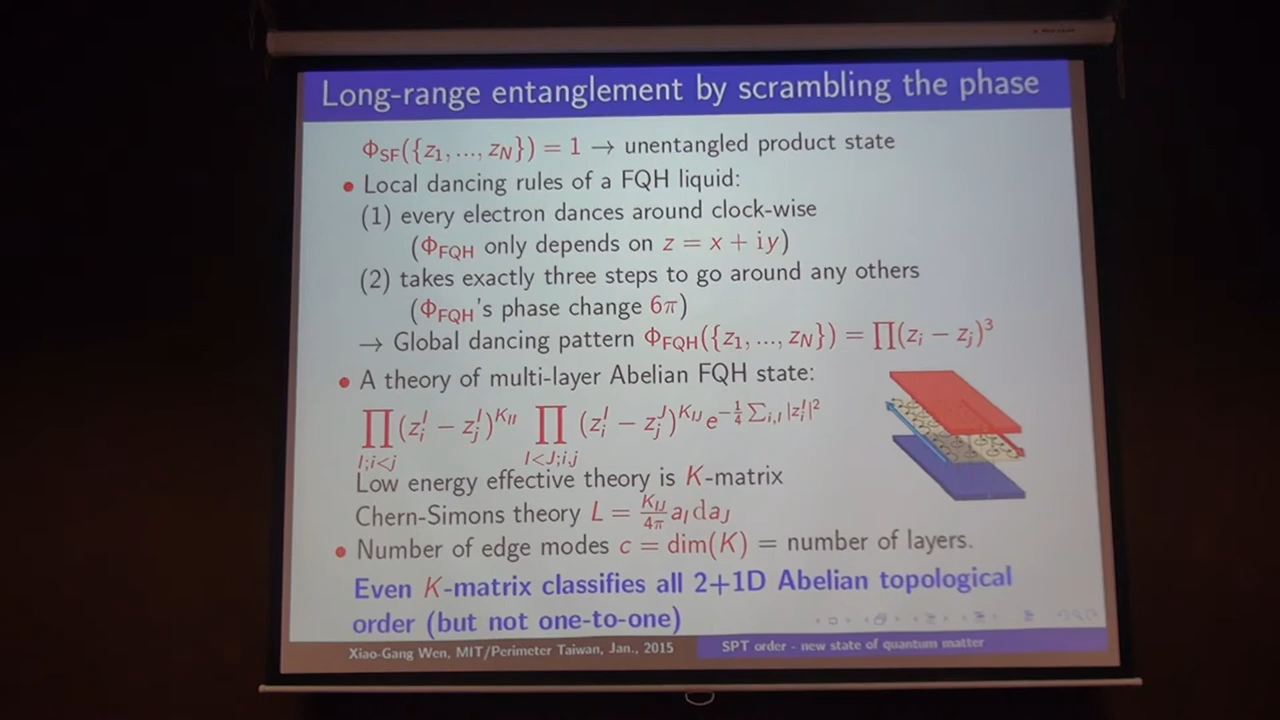 Long-range entanglement by scrambling the phase
Φ_SF({z_1, ..., z_N}) = 1 → unentangled product state
• Local dancing rules of a FQH liquid:
(1) every electron dances around clock-wise
(Φ_FQH only depends on z = x + iy)
(2) takes exactly three steps to go around any others
(Φ_FQH's phase change 6π)
→ Global dancing pattern Φ_FQH({z_1, ..., z_N}) = ∏(z_i − z_j)^3
• A theory of multi-layer Abelian FQH state:
∏_{I;i<j} (z_i^I − z_j^I)^{K_II} ∏_{I<J;i,j} (z_i^I − z_j^J)^{K_IJ} e^{−1/4 ∑_{i,I} |z_i^I|^2}
Low energy effective theory is K-matrix
Chern-Simons theory L = K_IJ/4π a_I da_J
• Number of edge modes c = dim(K) = number of layers.
Even K-matrix classifies all 2+1D Abelian topological
order (but not one-to-one)
Xiao-Gang Wen, MIT/Perimeter Taiwan, Jan., 2015
SPT order - new state of quantum matter